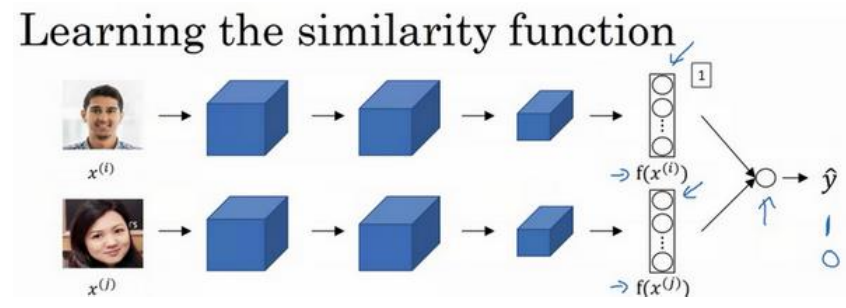 Learning the similarity function
1
x^(i)
f(x^(i))
ŷ
1
0
x^(j)
f(x^(j))